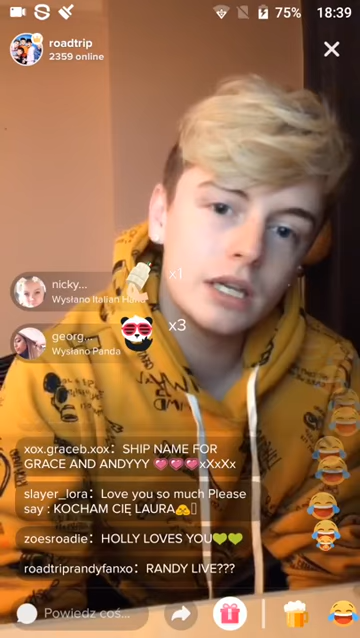 75% 18:39
roadtrip
2359 online
nicky...
x1
Wysłano Italian Hand
georg...
x3
Wysłano Panda
xox.graceb.xox: SHIP NAME FOR
GRACE AND ANDYYY 💗💗💗xXxXx
slayer_lora: Love you so much Please
say : KOCHAM CIĘ LAURA
zoesroadie: HOLLY LOVES YOU💚💚
roadtriprandyfanxo: RANDY LIVE???
Powiedz coś...